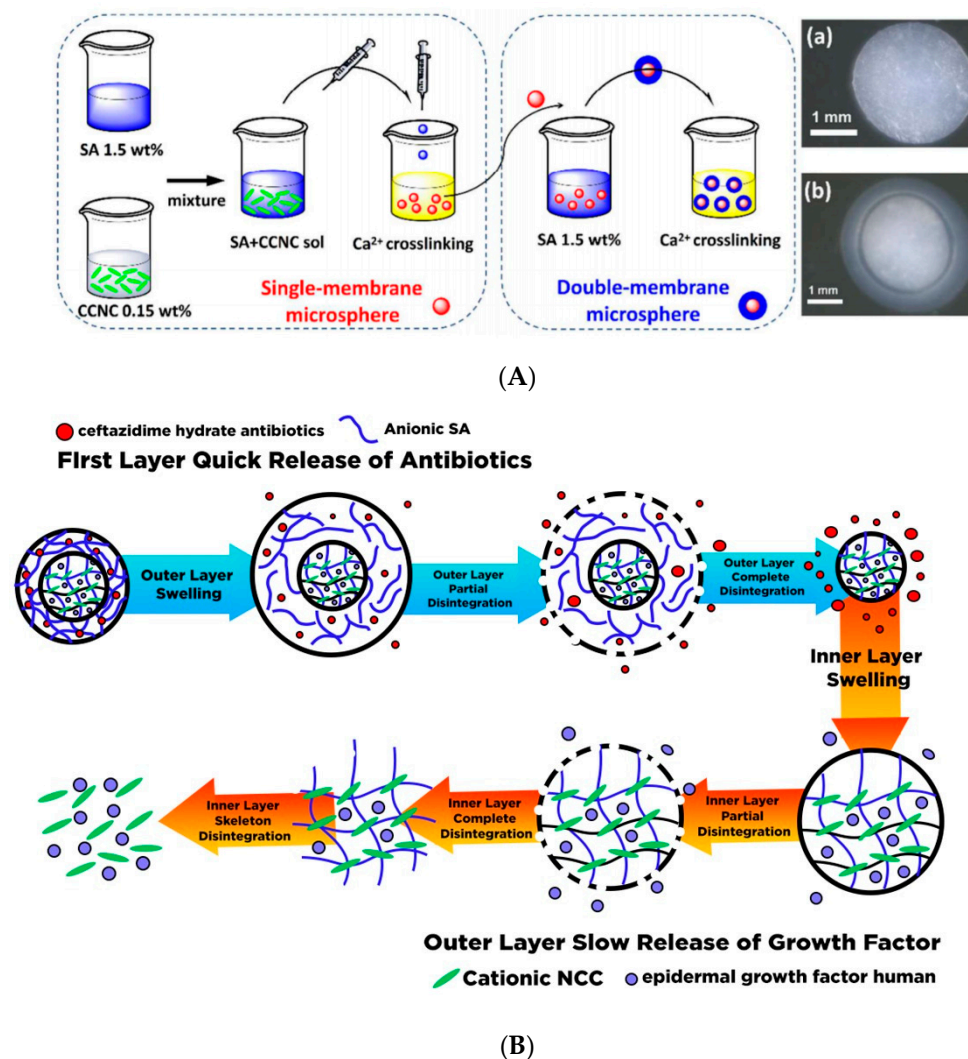 SA 1.5 wt%
mixture
CCNC 0.15 wt%
SA+CCNC sol
Ca²⁺ crosslinking
Single-membrane
microsphere
SA 1.5 wt%
Ca²⁺ crosslinking
Double-membrane
microsphere
(a)
1 mm
(b)
1 mm
(A)
ceftazidime hydrate antibiotics
Anionic SA
FIrst Layer Quick Release of Antibiotics
Outer Layer
Swelling
Outer Layer
Partial
Disintegration
Outer Layer
Complete
Disintegration
Inner Layer
Swelling
Inner Layer
Skeleton
Disintegration
Inner Layer
Complete
Disintegration
Inner Layer
Partial
Disintegration
Outer Layer Slow Release of Growth Factor
Cationic NCC
epidermal growth factor human
(B)